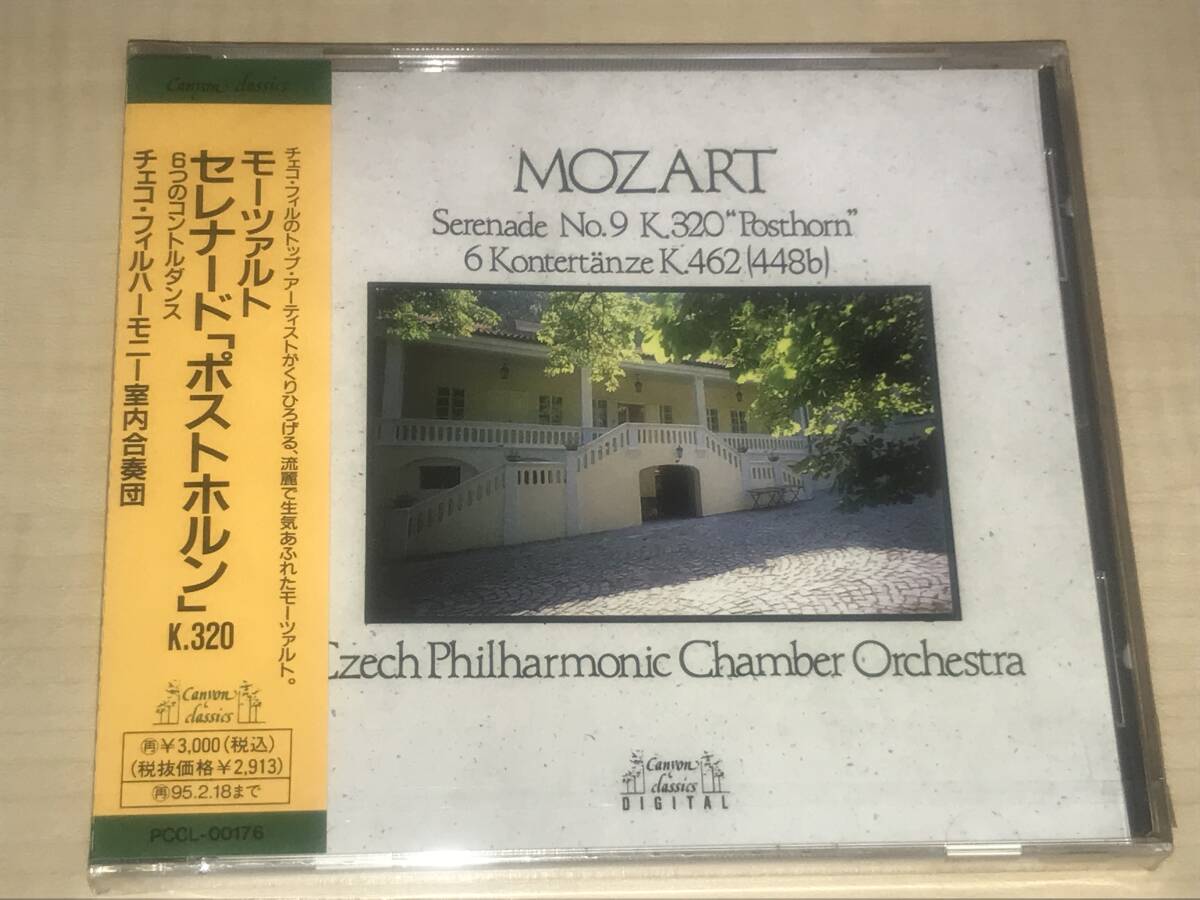 Canyon classics
チェコ・フィルのトップ・アーティストがくりひろげる、流麗で生気あふれたモーツァルト。
モーツァルト
セレナード「ポストホルン」K.320
6つのコントルダンス
チェコ・フィルハーモニー室内合奏団
Canyon
classics
再¥3,000(税込)
(税抜価格¥2,913)
再95.2.18まで
PCCL-00176
MOZART
Serenade No.9 K.320 "Posthorn"
6 Kontertänze K.462 (448b)
Czech Philharmonic Chamber Orchestra
Canyon
classics
DIGITAL